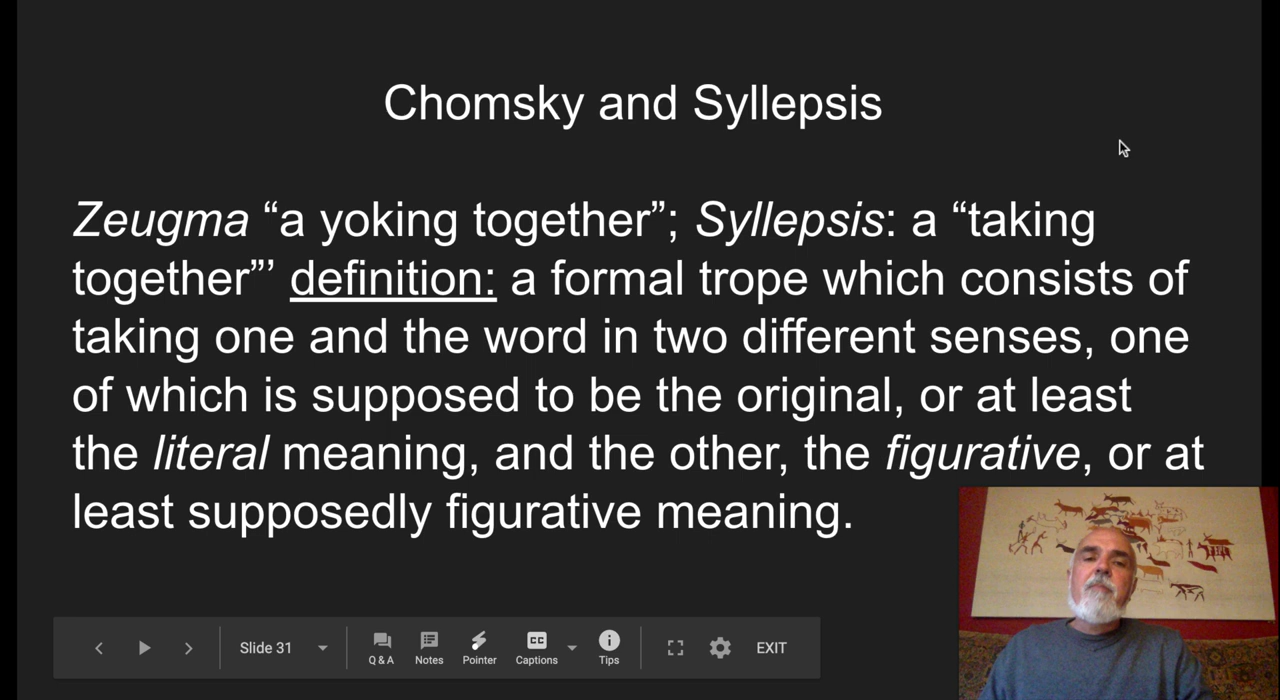 Chomsky and Syllepsis
Zeugma “a yoking together”; Syllepsis: a “taking
together”’ definition: a formal trope which consists of
taking one and the word in two different senses, one
of which is supposed to be the original, or at least
the literal meaning, and the other, the figurative, or at
least supposedly figurative meaning.
Slide 31
Q & A
Notes
Pointer
CC
Captions
Tips
EXIT